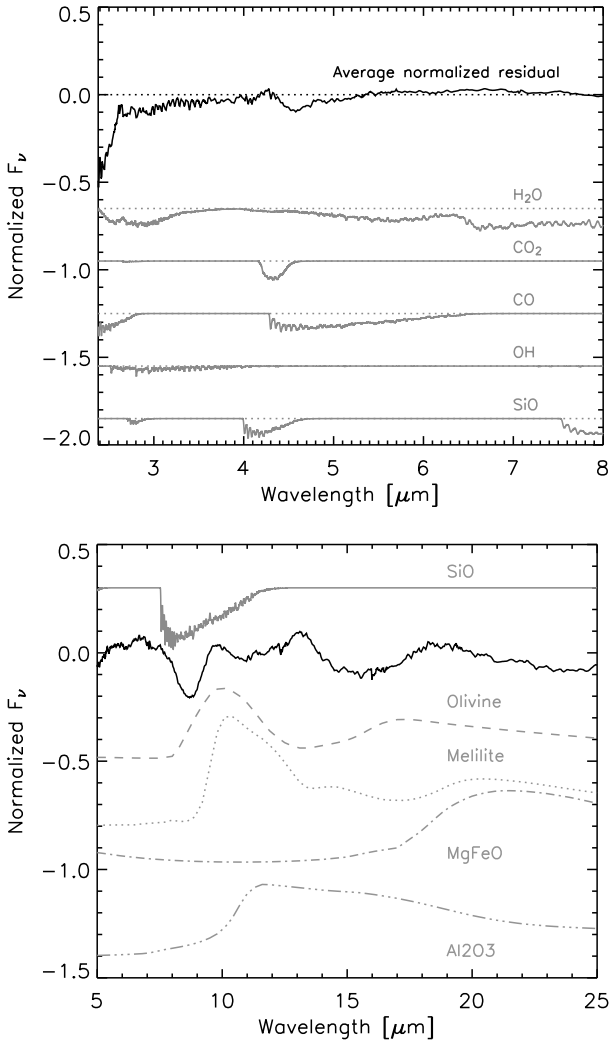 0.5
Average normalized residual
0.0
−0.5
H₂O
CO₂
−1.0
CO
−1.5
OH
SiO
−2.0
3 4 5 6 7 8
Wavelength [μm]
Normalized Fν
0.5
SiO
0.0
Olivine
−0.5
Melilite
MgFeO
−1.0
Al2O3
−1.5
5 10 15 20 25
Wavelength [μm]
Normalized Fν